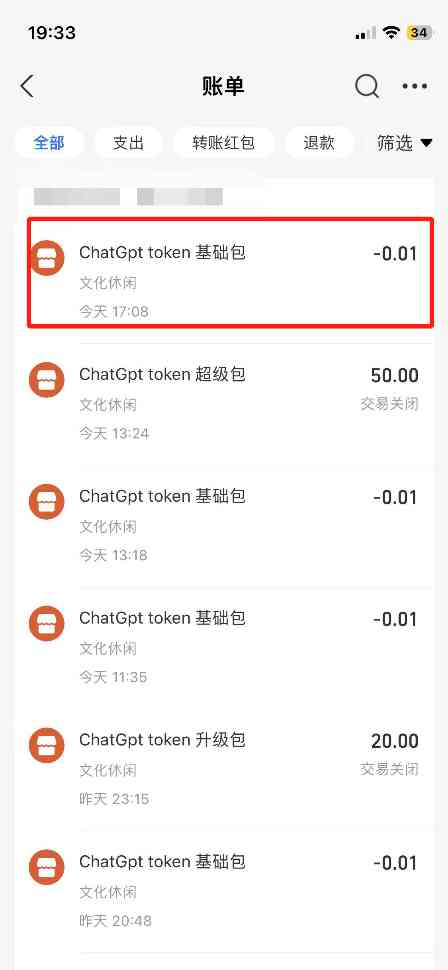 19:33
34
账单
全部 支出 转账红包 退款 筛选
ChatGpt token 基础包 -0.01
文化休闲
今天 17:08
ChatGpt token 超级包 50.00
文化休闲 交易关闭
今天 13:24
ChatGpt token 基础包 -0.01
文化休闲
今天 13:18
ChatGpt token 基础包 -0.01
文化休闲
今天 11:35
ChatGpt token 升级包 20.00
文化休闲 交易关闭
昨天 23:15
ChatGpt token 基础包 -0.01
文化休闲
昨天 20:48